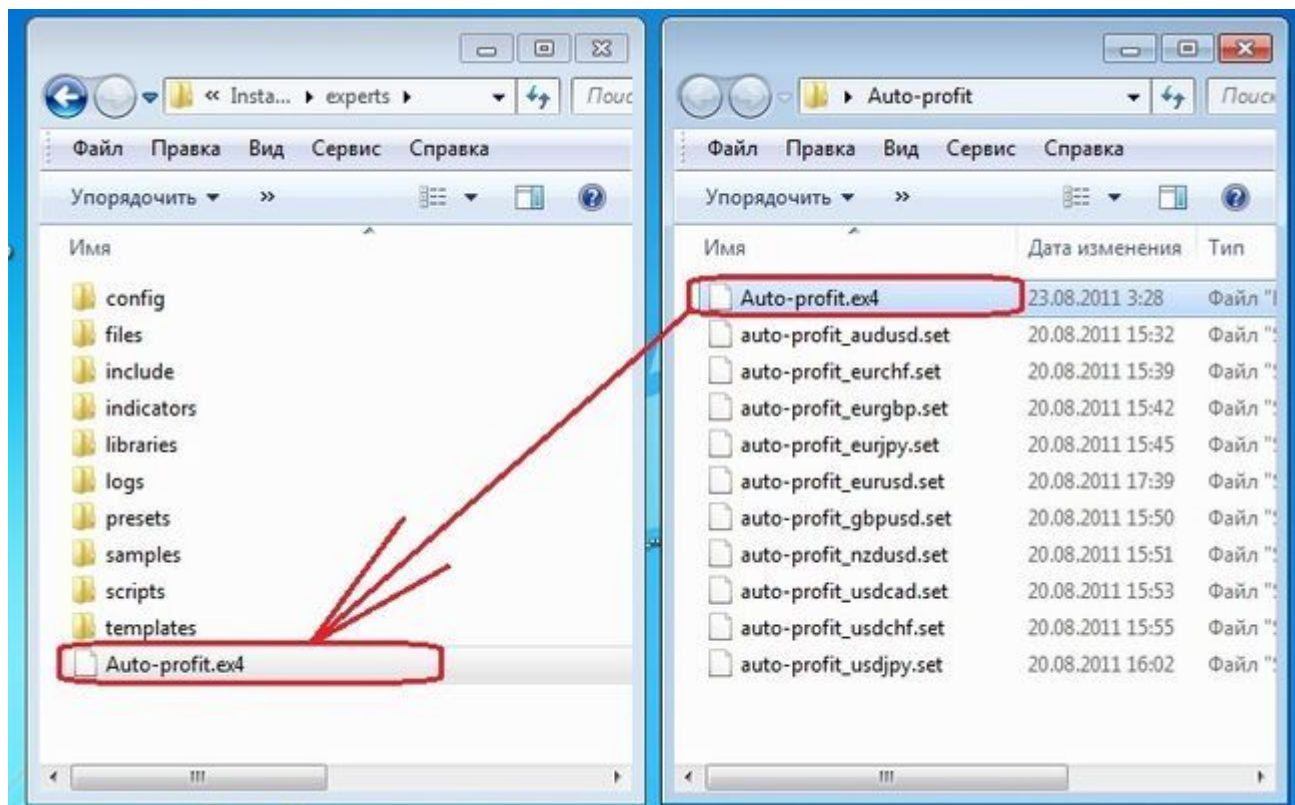 « Insta... ▸ experts ▸
Файл Правка Вид Сервис Справка
Упорядочить »
Имя
config
files
include
indicators
libraries
logs
presets
samples
scripts
templates
Auto-profit.ex4
Auto-profit
Файл Правка Вид Сервис Справка
Упорядочить »
Имя Дата изменения Тип
Auto-profit.ex4 23.08.2011 3:28 Файл "
auto-profit_audusd.set 20.08.2011 15:32 Файл "
auto-profit_eurchf.set 20.08.2011 15:39 Файл "
auto-profit_eurgbp.set 20.08.2011 15:42 Файл "
auto-profit_eurjpy.set 20.08.2011 15:45 Файл "
auto-profit_eurusd.set 20.08.2011 17:39 Файл "
auto-profit_gbpusd.set 20.08.2011 15:50 Файл "
auto-profit_nzdusd.set 20.08.2011 15:51 Файл "
auto-profit_usdcad.set 20.08.2011 15:53 Файл "
auto-profit_usdchf.set 20.08.2011 15:55 Файл "
auto-profit_usdjpy.set 20.08.2011 16:02 Файл "